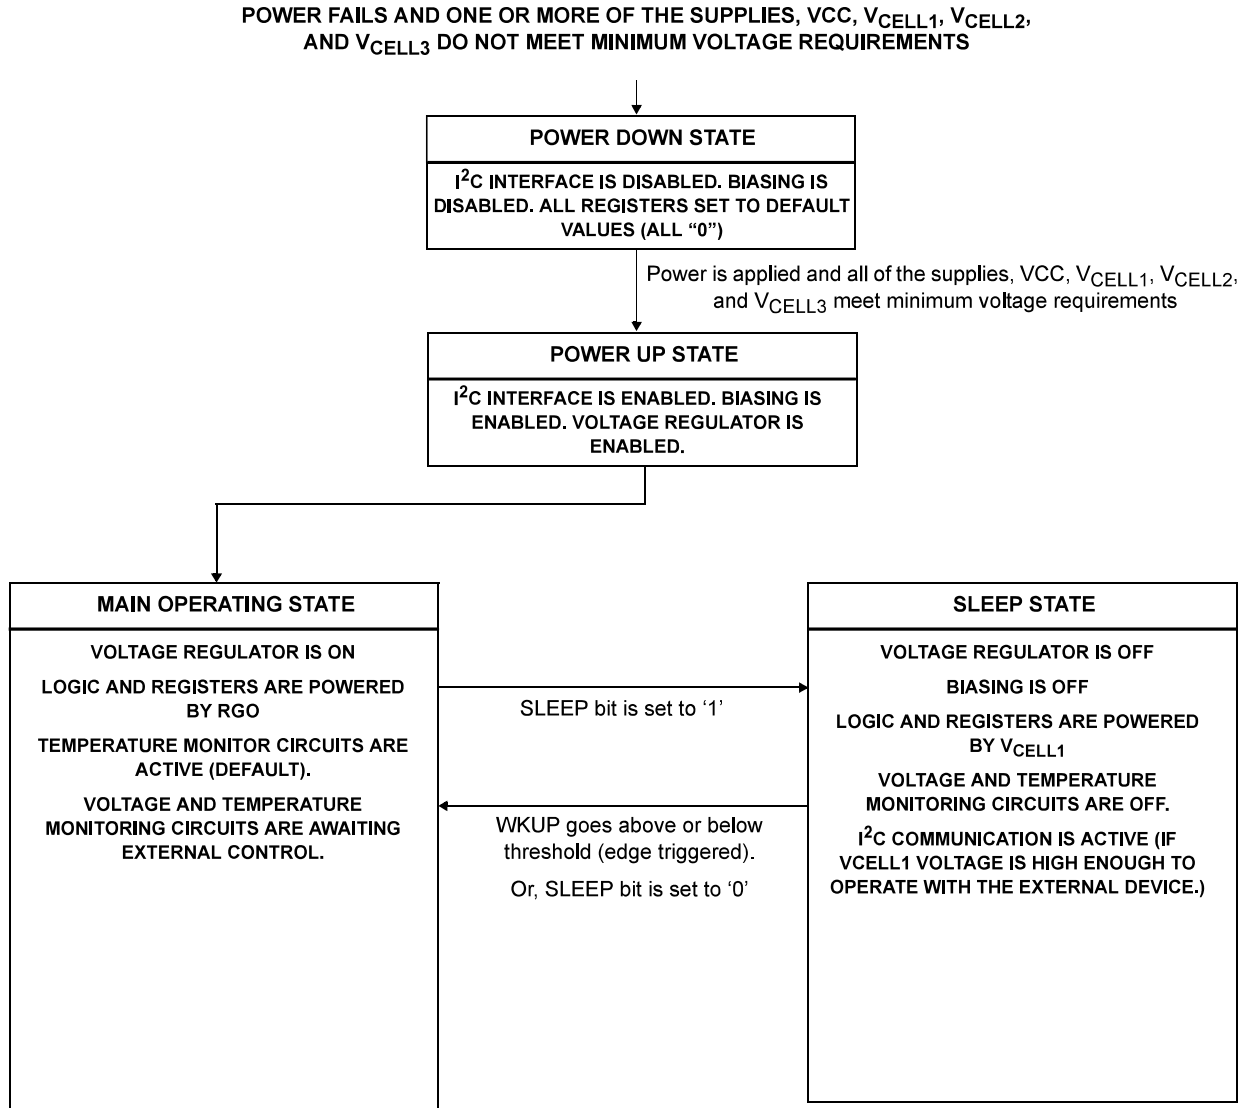 POWER FAILS AND ONE OR MORE OF THE SUPPLIES, VCC, VCELL1, VCELL2,
AND VCELL3 DO NOT MEET MINIMUM VOLTAGE REQUIREMENTS
POWER DOWN STATE
I2C INTERFACE IS DISABLED. BIASING IS
DISABLED. ALL REGISTERS SET TO DEFAULT
VALUES (ALL “0”)
Power is applied and all of the supplies, VCC, VCELL1, VCELL2,
and VCELL3 meet minimum voltage requirements
POWER UP STATE
I2C INTERFACE IS ENABLED. BIASING IS
ENABLED. VOLTAGE REGULATOR IS
ENABLED.
MAIN OPERATING STATE
VOLTAGE REGULATOR IS ON
LOGIC AND REGISTERS ARE POWERED
BY RGO
TEMPERATURE MONITOR CIRCUITS ARE
ACTIVE (DEFAULT).
VOLTAGE AND TEMPERATURE
MONITORING CIRCUITS ARE AWAITING
EXTERNAL CONTROL.
SLEEP bit is set to ‘1’
WKUP goes above or below
threshold (edge triggered).
Or, SLEEP bit is set to ‘0’
SLEEP STATE
VOLTAGE REGULATOR IS OFF
BIASING IS OFF
LOGIC AND REGISTERS ARE POWERED
BY VCELL1
VOLTAGE AND TEMPERATURE
MONITORING CIRCUITS ARE OFF.
I2C COMMUNICATION IS ACTIVE (IF
VCELL1 VOLTAGE IS HIGH ENOUGH TO
OPERATE WITH THE EXTERNAL DEVICE.)